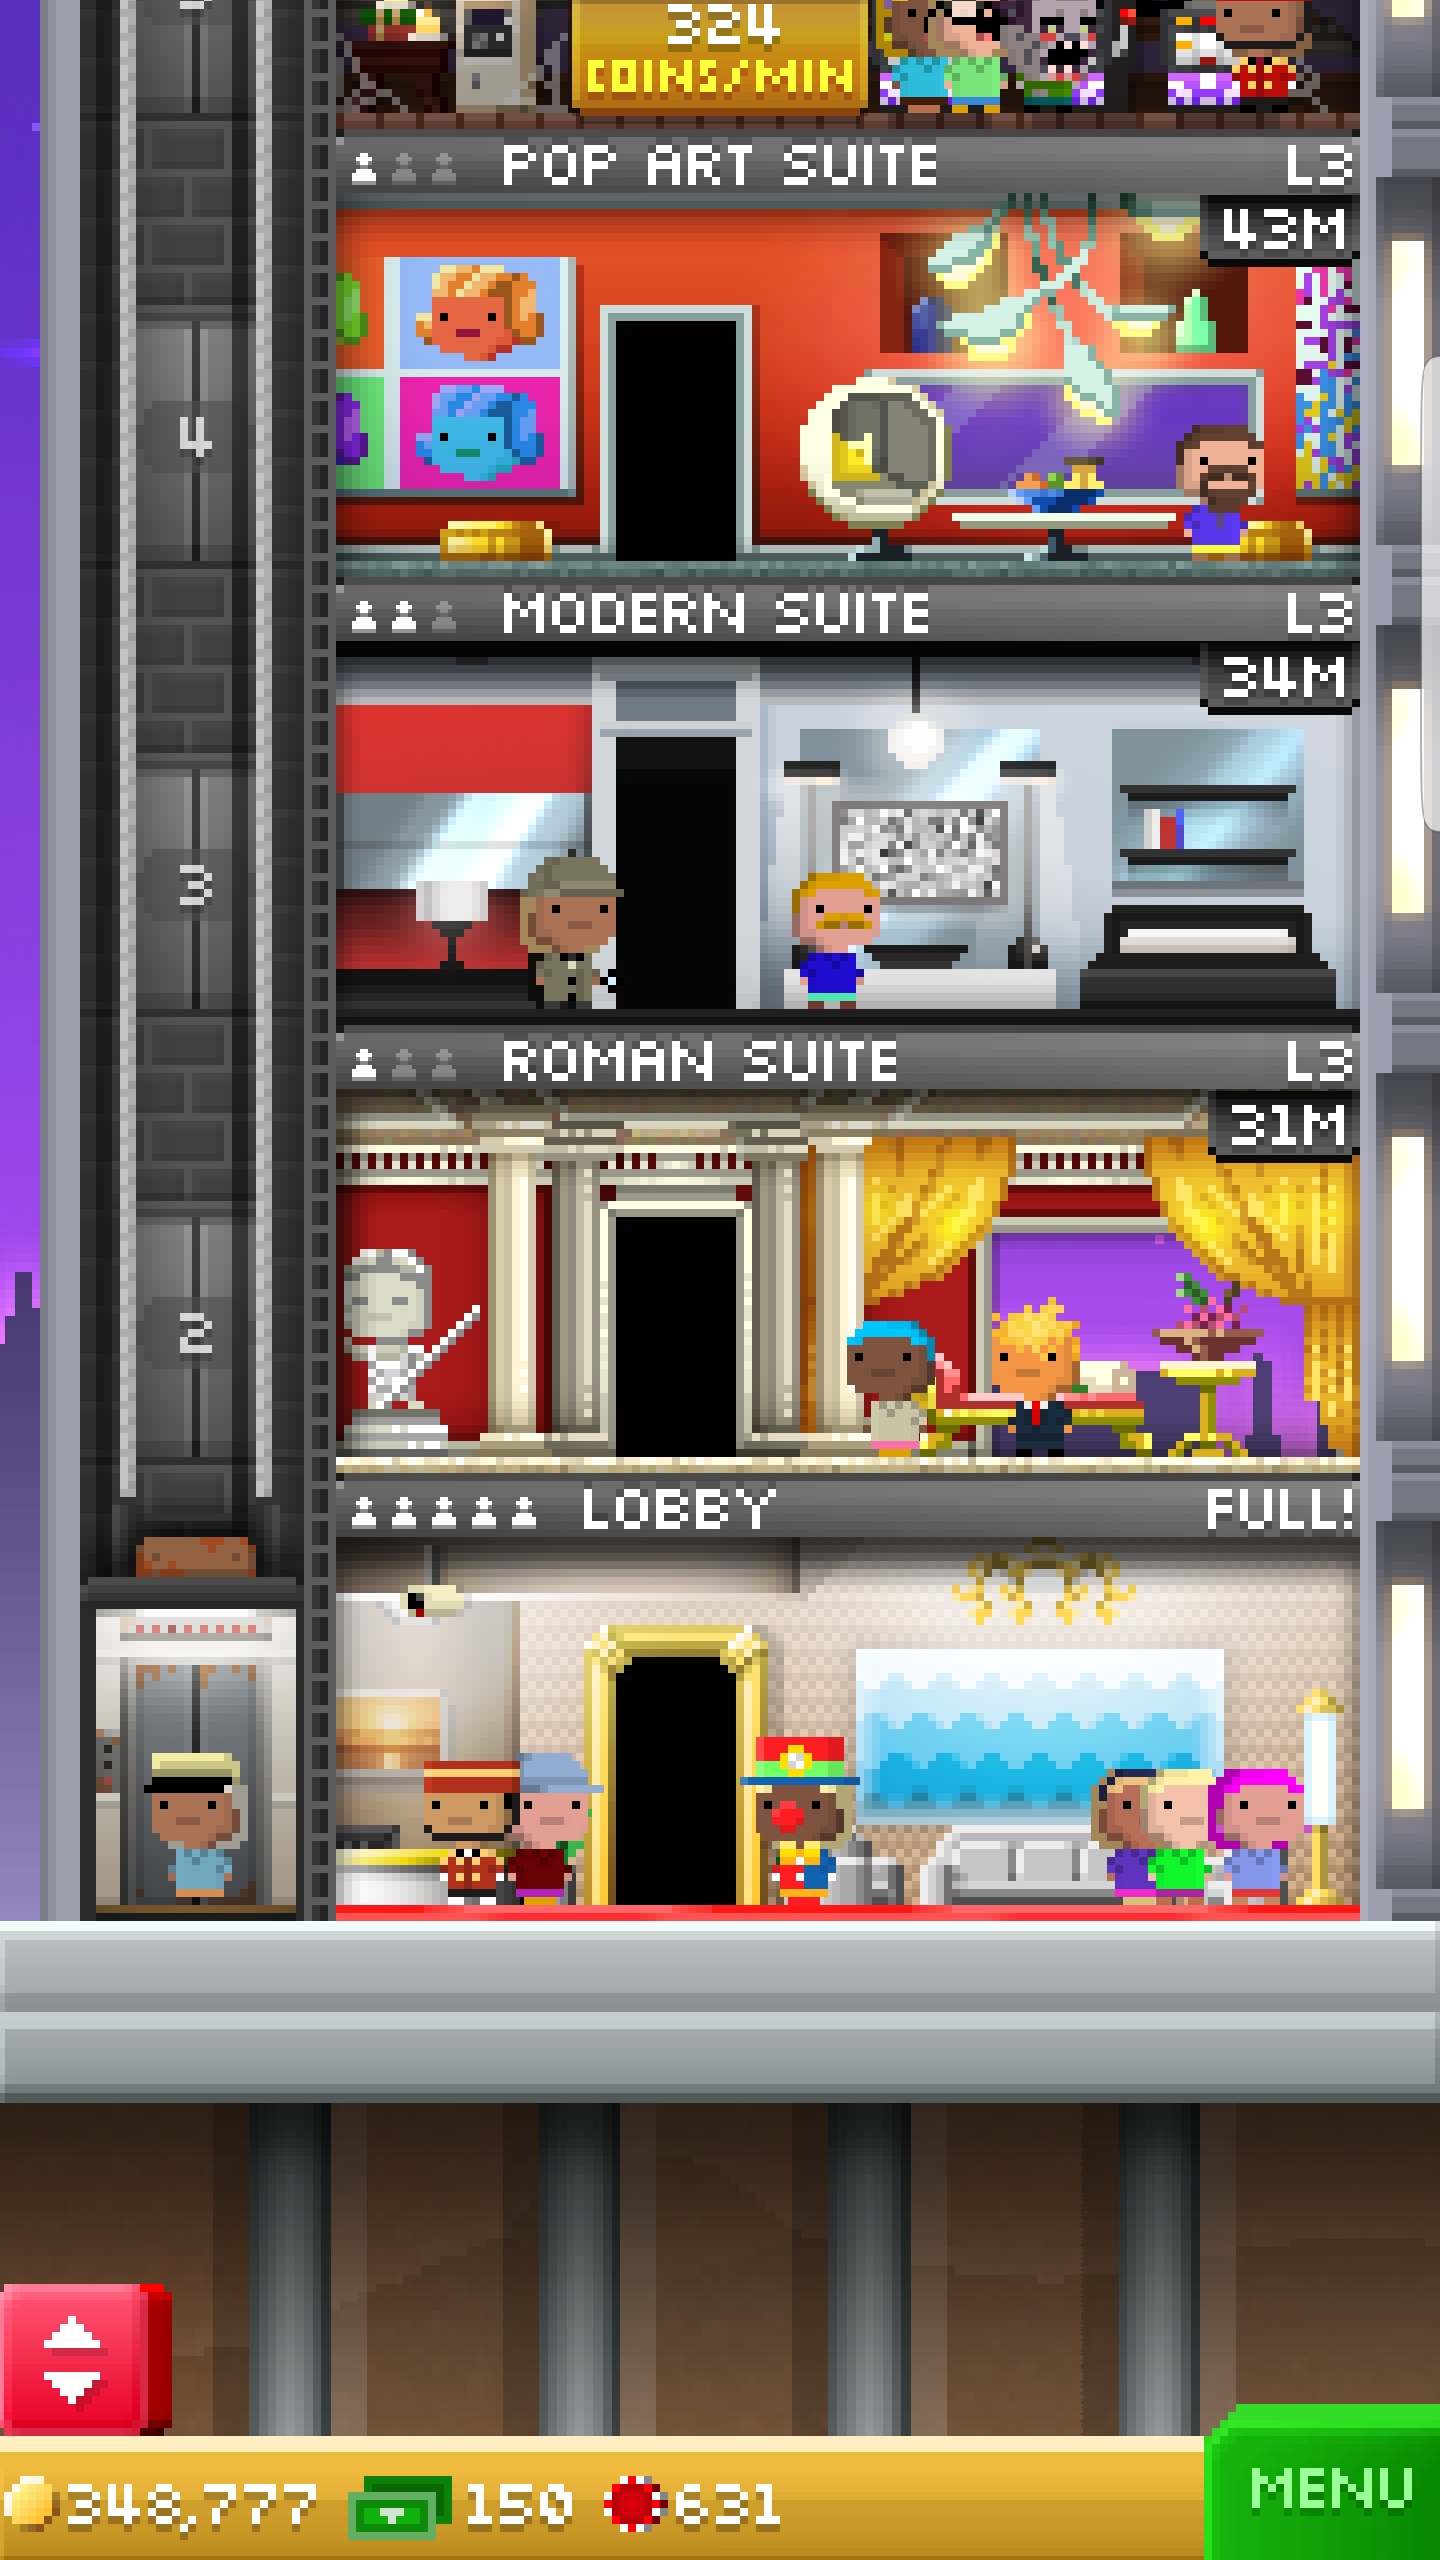 324
COINS/MIN
POP ART SUITE L3
43M
4
MODERN SUITE L3
34M
3
ROMAN SUITE L3
31M
2
LOBBY FULL!
MENU
348,777 150 631